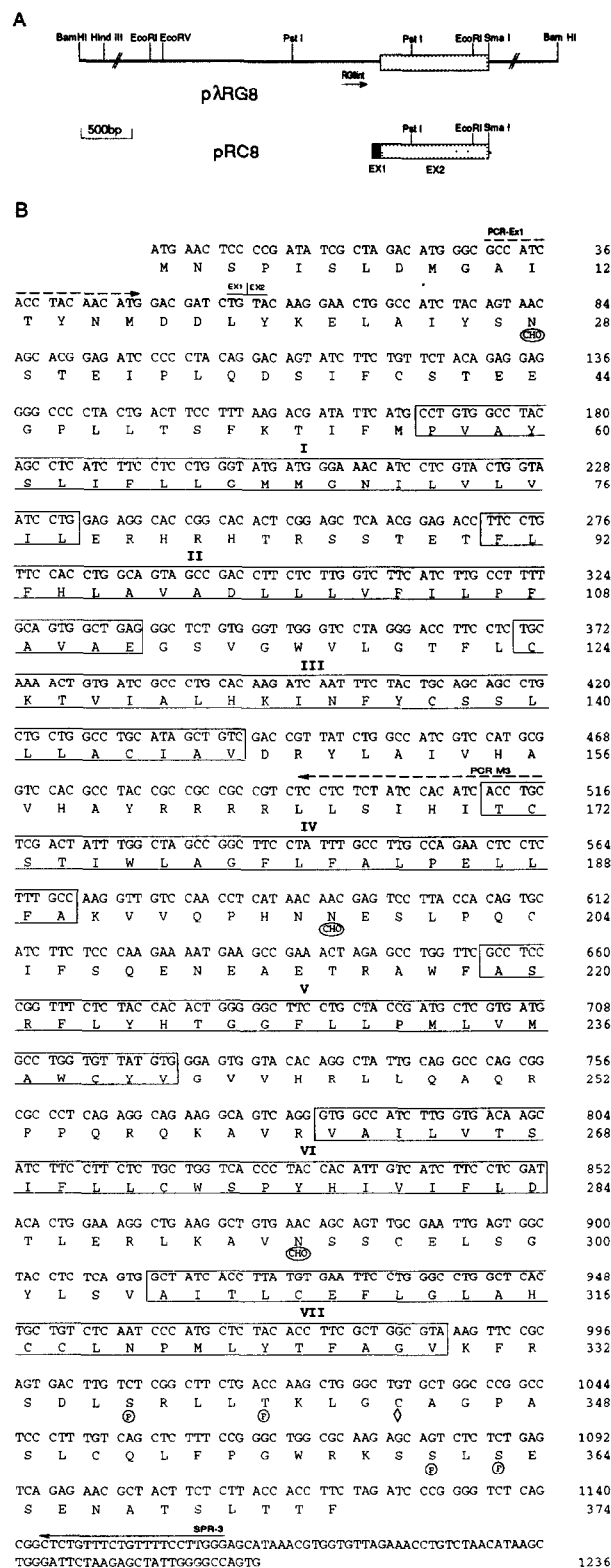 A
BamHI Hind III EcoRI EcoRV Pst I Pst I EcoRI Sma I Bam HI
RG8int
pλRG8
500bp
pRC8
Pst I EcoRI Sma I
EX1 EX2
B
PCR-Ex1
ATG AAC TCC CCG ATA TCG CTA GAC ATG GGC GCC ATC 36
M N S P I S L D M G A I 12
EX1 EX2
ACC TAC AAC ATG GAC GAT CTG TAC AAG GAA CTG GCC ATC TAC AGT AAC 84
T Y N M D D L Y K E L A I Y S N 28
CHO
AGC ACG GAG ATC CCC CTA CAG GAC AGT ATC TTC TGT TCT ACA GAG GAG 136
S T E I P L Q D S I F C S T E E 44
GGG CCC CTA CTG ACT TCC TTT AAG ACG ATA TTC ATG CCT GTG GCC TAC 180
G P L L T S F K T I F M P V A Y 60
I
AGC CTC ATC TTC CTC CTG GGT ATG ATG GGA AAC ATC CTC GTA CTG GTA 228
S L I F L L G M M G N I L V L V 76
ATC CTG GAG AGG CAC CGG CAC ACT CGG AGC TCA ACG GAG ACC TTC CTG 276
I L E R H R H T R S S T E T F L 92
II
TTC CAC CTG GCA GTA GCC GAC CTT CTC TTG GTC TTC ATC TTG CCT TTT 324
F H L A V A D L L L V F I L P F 108
GCA GTG GCT GAG GGC TCT GTG GGT TGG GTC CTA GGG ACC TTC CTC TGC 372
A V A E G S V G W V L G T F L C 124
III
AAA ACT GTG ATC GCC CTG CAC AAG ATC AAT TTC TAC TGC AGC AGC CTG 420
K T V I A L H K I N F Y C S S L 140
CTG CTG GCC TGC ATA GCT GTC GAC CGT TAT CTG GCC ATC GTC CAT GCG 468
L L A C I A V D R Y L A I V H A 156
PCR M3
GTC CAC GCC TAC CGC CGC CGC CGT CTC CTC TCT ATC CAC ATC ACC TGC 516
V H A Y R R R R L L S I H I T C 172
IV
TCG ACT ATT TGG CTA GCC GGC TTC CTA TTT GCC TTG CCA GAA CTC CTC 564
S T I W L A G F L F A L P E L L 188
TTT GCC AAG GTT GTC CAA CCT CAT AAC AAC GAG TCC TTA CCA CAG TGC 612
F A K V V Q P H N N E S L P Q C 204
CHO
ATC TTC TCC CAA GAA AAT GAA GCC GAA ACT AGA GCC TGG TTC GCC TCC 660
I F S Q E N E A E T R A W F A S 220
V
CGG TTT CTC TAC CAC ACT GGG GGC TTC CTG CTA CCG ATG CTC GTG ATG 708
R F L Y H T G G F L L P M L V M 236
GCC TGG TGT TAT GTG GGA GTG GTA CAC AGG CTA TTG CAG GCC CAG CGG 756
A W C Y V G V V H R L L Q A Q R 252
CGC CCT CAG AGG CAG AAG GCA GTC AGG GTG GCC ATC TTG GTG ACA AGC 804
P P Q R Q K A V R V A I L V T S 268
VI
ATC TTC CTT CTC TGC TGG TCA CCC TAC CAC ATT GTC ATC TTC CTC GAT 852
I F L L C W S P Y H I V I F L D 284
ACA CTG GAA AGG CTG AAG GCT GTG AAC AGC AGT TGC GAA TTG AGT GGC 900
T L E R L K A V N S S C E L S G 300
CHO
TAC CTC TCA GTG GCT ATC ACC TTA TGT GAA TTC CTG GGC CTG GCT CAC 948
Y L S V A I T L C E F L G L A H 316
VII
TGC TGT CTC AAT CCC ATG CTC TAC ACC TTC GCT GGC GTA AAG TTC CGC 996
C C L N P M L Y T F A G V K F R 332
AGT GAC TTG TCT CGG CTT CTG ACC AAG CTG GGC TGT GCT GGC CCG GCC 1044
S D L S R L L T K L G C A G P A 348
P P
TCC CTT TGT CAG CTC TTT CCG GGC TGG CGC AAG AGC AGT CTC TCT GAG 1092
S L C Q L F P G W R K S S L S E 364
P P
TCA GAG AAC GCT ACT TCT CTT ACC ACC TTC TAG ATC CCG GGG TCT CAG 1140
S E N A T S L T T F 374
SPR-3
CGGCTCTGTTTCTGTTTTCCTTGGGAGCATAAACGTGGTGTTAGAAACCTGTCTAACATAAGC
TGGGATTCTAAGAGCTATTGGGGCCAGTG 1236